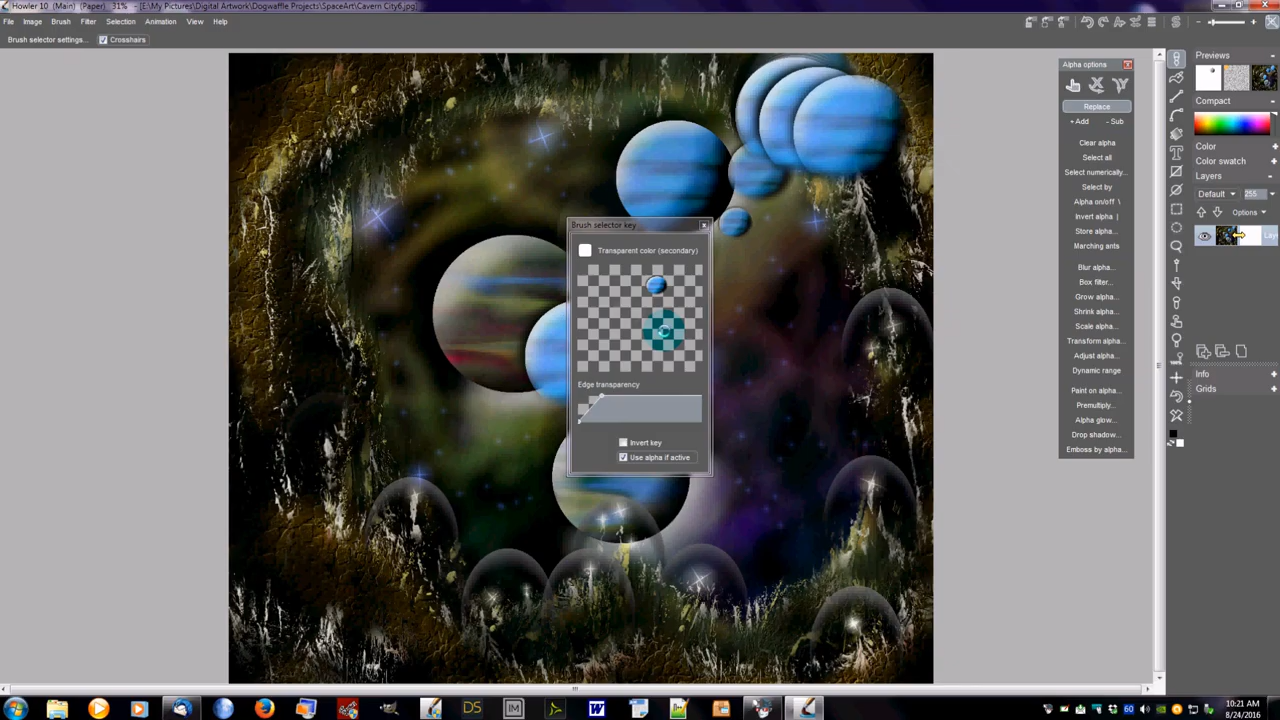 Howler 10 (Main) (Paper) 31% - [E:\My Pictures\Digital Artwork\Dogwaffle Projects\SpaceArt\Cavern City6.jpg]
File Image Brush Filter Selection Animation View Help
Brush selector settings... Crosshairs
Brush selector key
Transparent color (secondary)
Edge transparency
Invert key
Use alpha if active
Alpha options
Replace
+Add - Sub
Clear alpha
Select all
Select numerically...
Select by
Alpha on/off \
Invert alpha |
Store alpha...
Marching ants
Blur alpha...
Box filter...
Grow alpha...
Shrink alpha...
Scale alpha...
Transform alpha...
Adjust alpha...
Dynamic range
Paint on alpha...
Premultiply...
Alpha glow...
Drop shadow...
Emboss by alpha...
Previews -
Compact -
Color +
Color swatch +
Layers -
Default 255
Options
Info +
Grids +
DS
IM
W
60
10:21 AM
8/24/2016